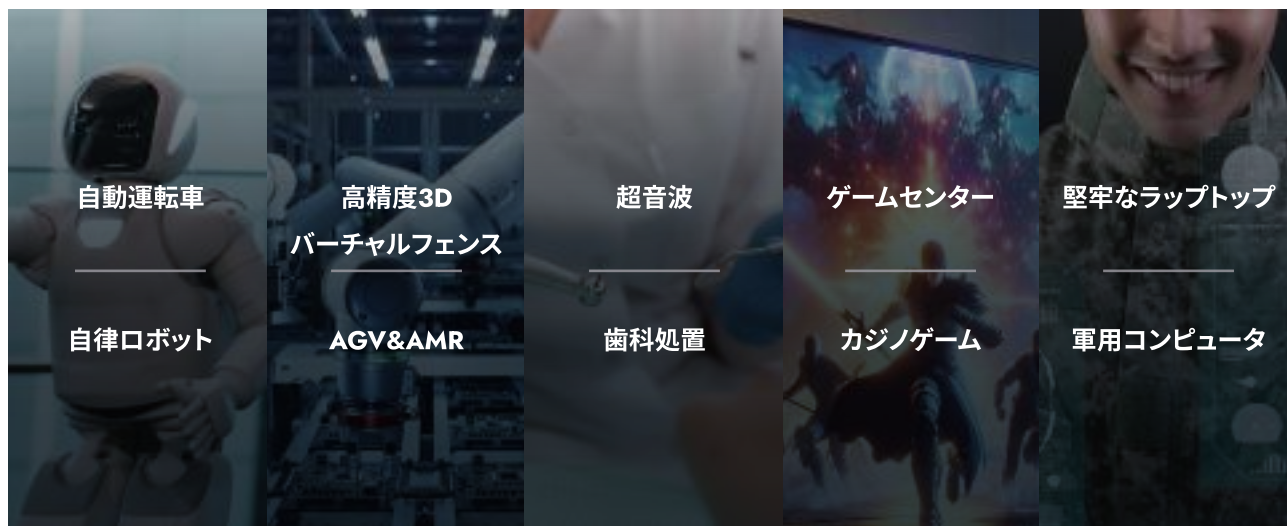 自動運転車
自律ロボット
高精度3D
バーチャルフェンス
AGV&AMR
超音波
歯科処置
ゲームセンター
カジノゲーム
堅牢なラップトップ
軍用コンピュータ